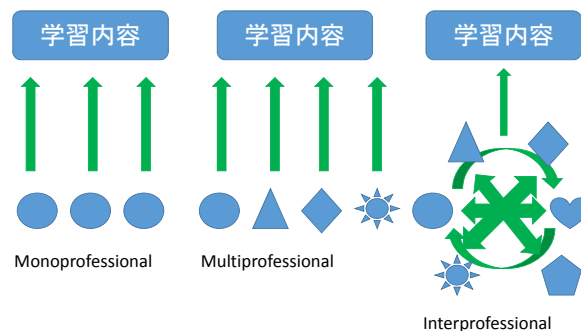 学習内容
学習内容
学習内容
Monoprofessional
Multiprofessional
Interprofessional